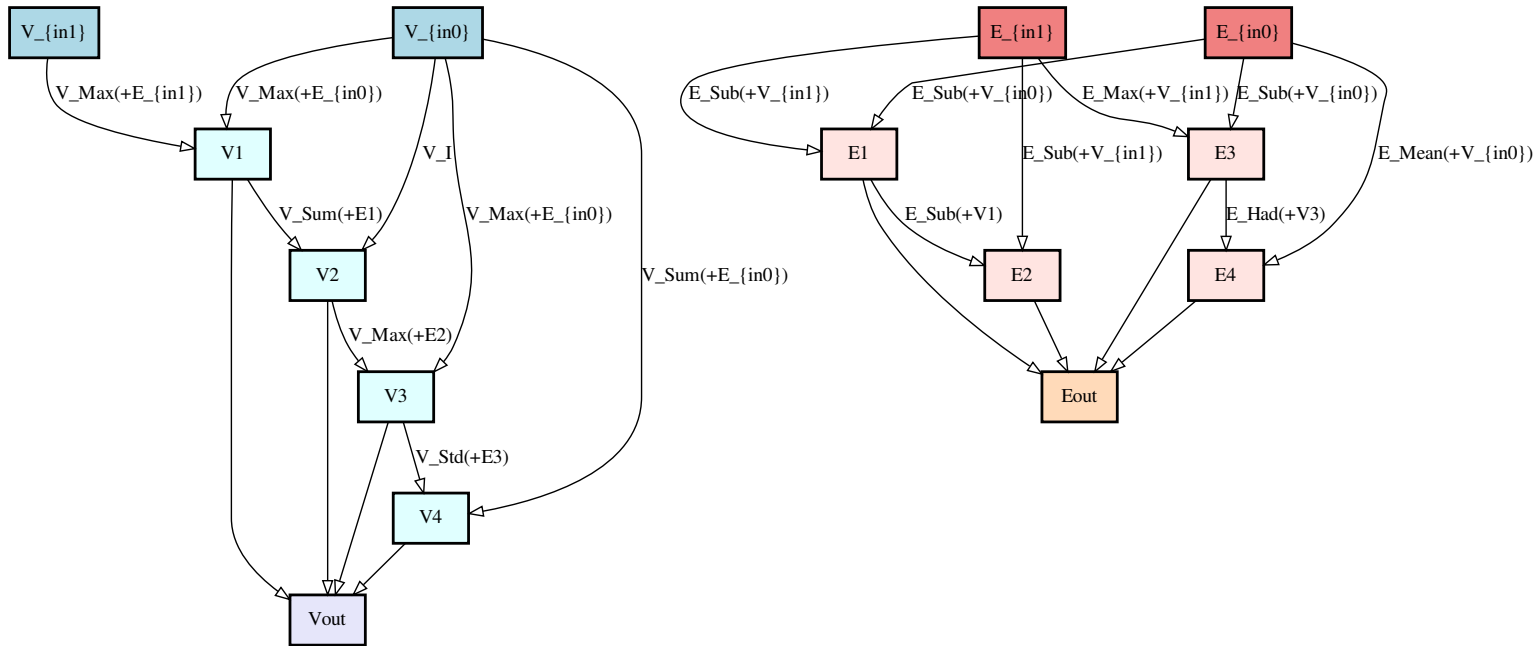 V_{in1}
V_{in0}
E_{in1}
E_{in0}
V_Max(+E_{in1})
V_Max(+E_{in0})
E_Sub(+V_{in1})
E_Sub(+V_{in0})
E_Max(+V_{in1})
E_Sub(+V_{in0})
V1
V_I
E1
E_Sub(+V_{in1})
E3
E_Mean(+V_{in0})
V_Sum(+E1)
V_Max(+E_{in0})
E_Sub(+V1)
E_Had(+V3)
V2
V_Sum(+E_{in0})
E2
E4
V_Max(+E2)
V3
Eout
V_Std(+E3)
V4
Vout